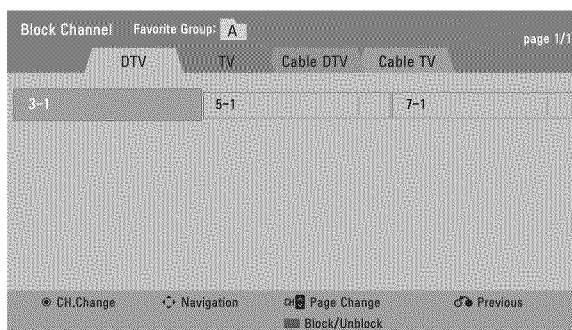 Block Channel Favorite Group: A
page 1/1
DTV TV Cable DTV Cable TV
3-1 5-1 7-1
CH.Change Navigation CH Page Change Previous
Block/Unblock